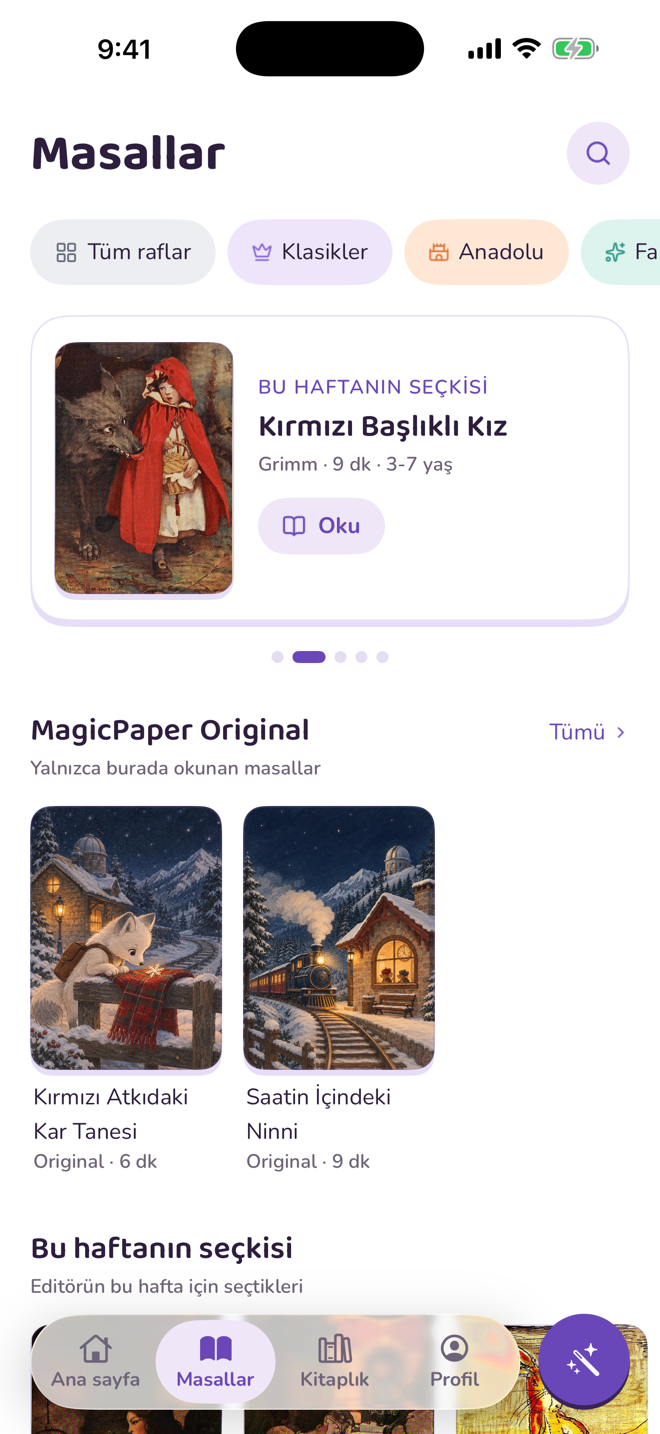 9:41
Masallar
Tüm raflar
Klasikler
Anadolu
Fa
BU HAFTANIN SEÇKİSİ
Kırmızı Başlıklı Kız
Grimm · 9 dk · 3-7 yaş
Oku
MagicPaper Original
Tümü
Yalnızca burada okunan masallar
Kırmızı Atkıdaki
Kar Tanesi
Original · 6 dk
Saatin İçindeki
Ninni
Original · 9 dk
Bu haftanın seçkisi
Editörün bu hafta için seçtikleri
Ana sayfa
Masallar
Kitaplık
Profil